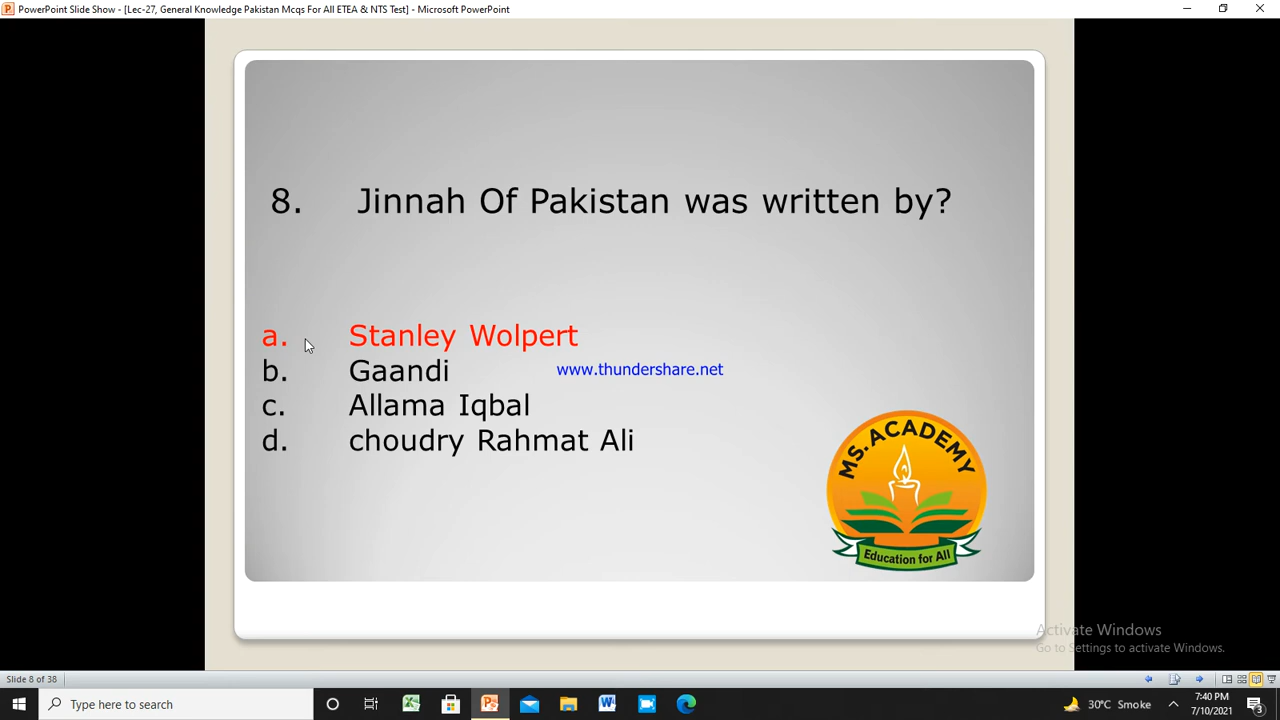 PowerPoint Slide Show - [Lec-27, General Knowledge Pakistan Mcqs For All ETEA & NTS Test] - Microsoft PowerPoint
8. Jinnah Of Pakistan was written by?
a. Stanley Wolpert
b. Gaandi
www.thundershare.net
c. Allama Iqbal
d. choudry Rahmat Ali
MS.ACADEMY
Education for All
Activate Windows
Go to Settings to activate Windows.
Slide 8 of 38
Type here to search
30°C Smoke
7:40 PM
7/10/2021
3